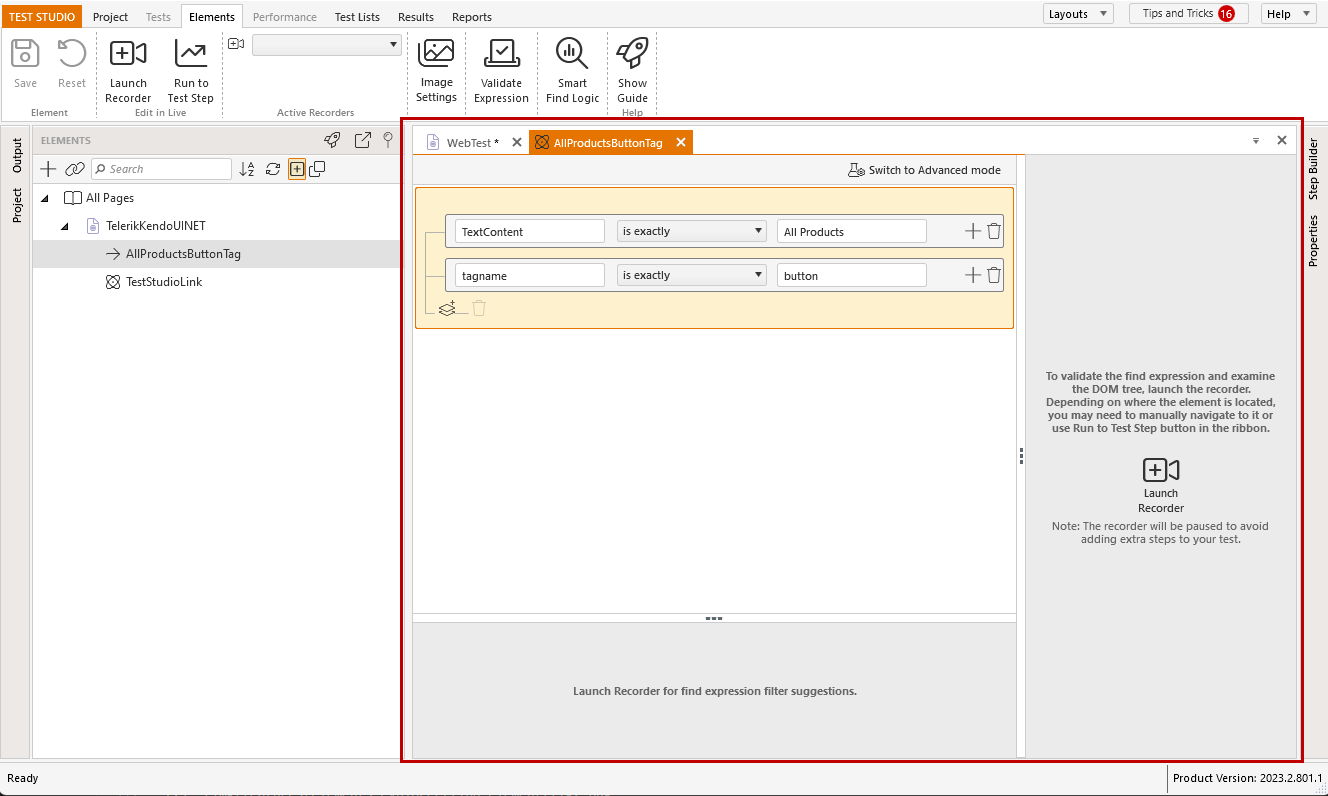 TEST STUDIO Project Tests Elements Performance Test Lists Results Reports Layouts Tips and Tricks 16 Help
Save Reset Launch Recorder Run to Test Step Image Settings Validate Expression Smart Find Logic Show Guide
Element Edit in Live Active Recorders Help
Output
Project
ELEMENTS
Search
All Pages
TelerikKendoUINET
AllProductsButtonTag
TestStudioLink
WebTest * AllProductsButtonTag
Switch to Advanced mode
TextContent is exactly All Products
tagname is exactly button
Launch Recorder for find expression filter suggestions.
To validate the find expression and examine
the DOM tree, launch the recorder.
Depending on where the element is located,
you may need to manually navigate to it or
use Run to Test Step button in the ribbon.
Launch
Recorder
Note: The recorder will be paused to avoid
adding extra steps to your test.
Step Builder
Properties
Ready Product Version: 2023.2.801.1